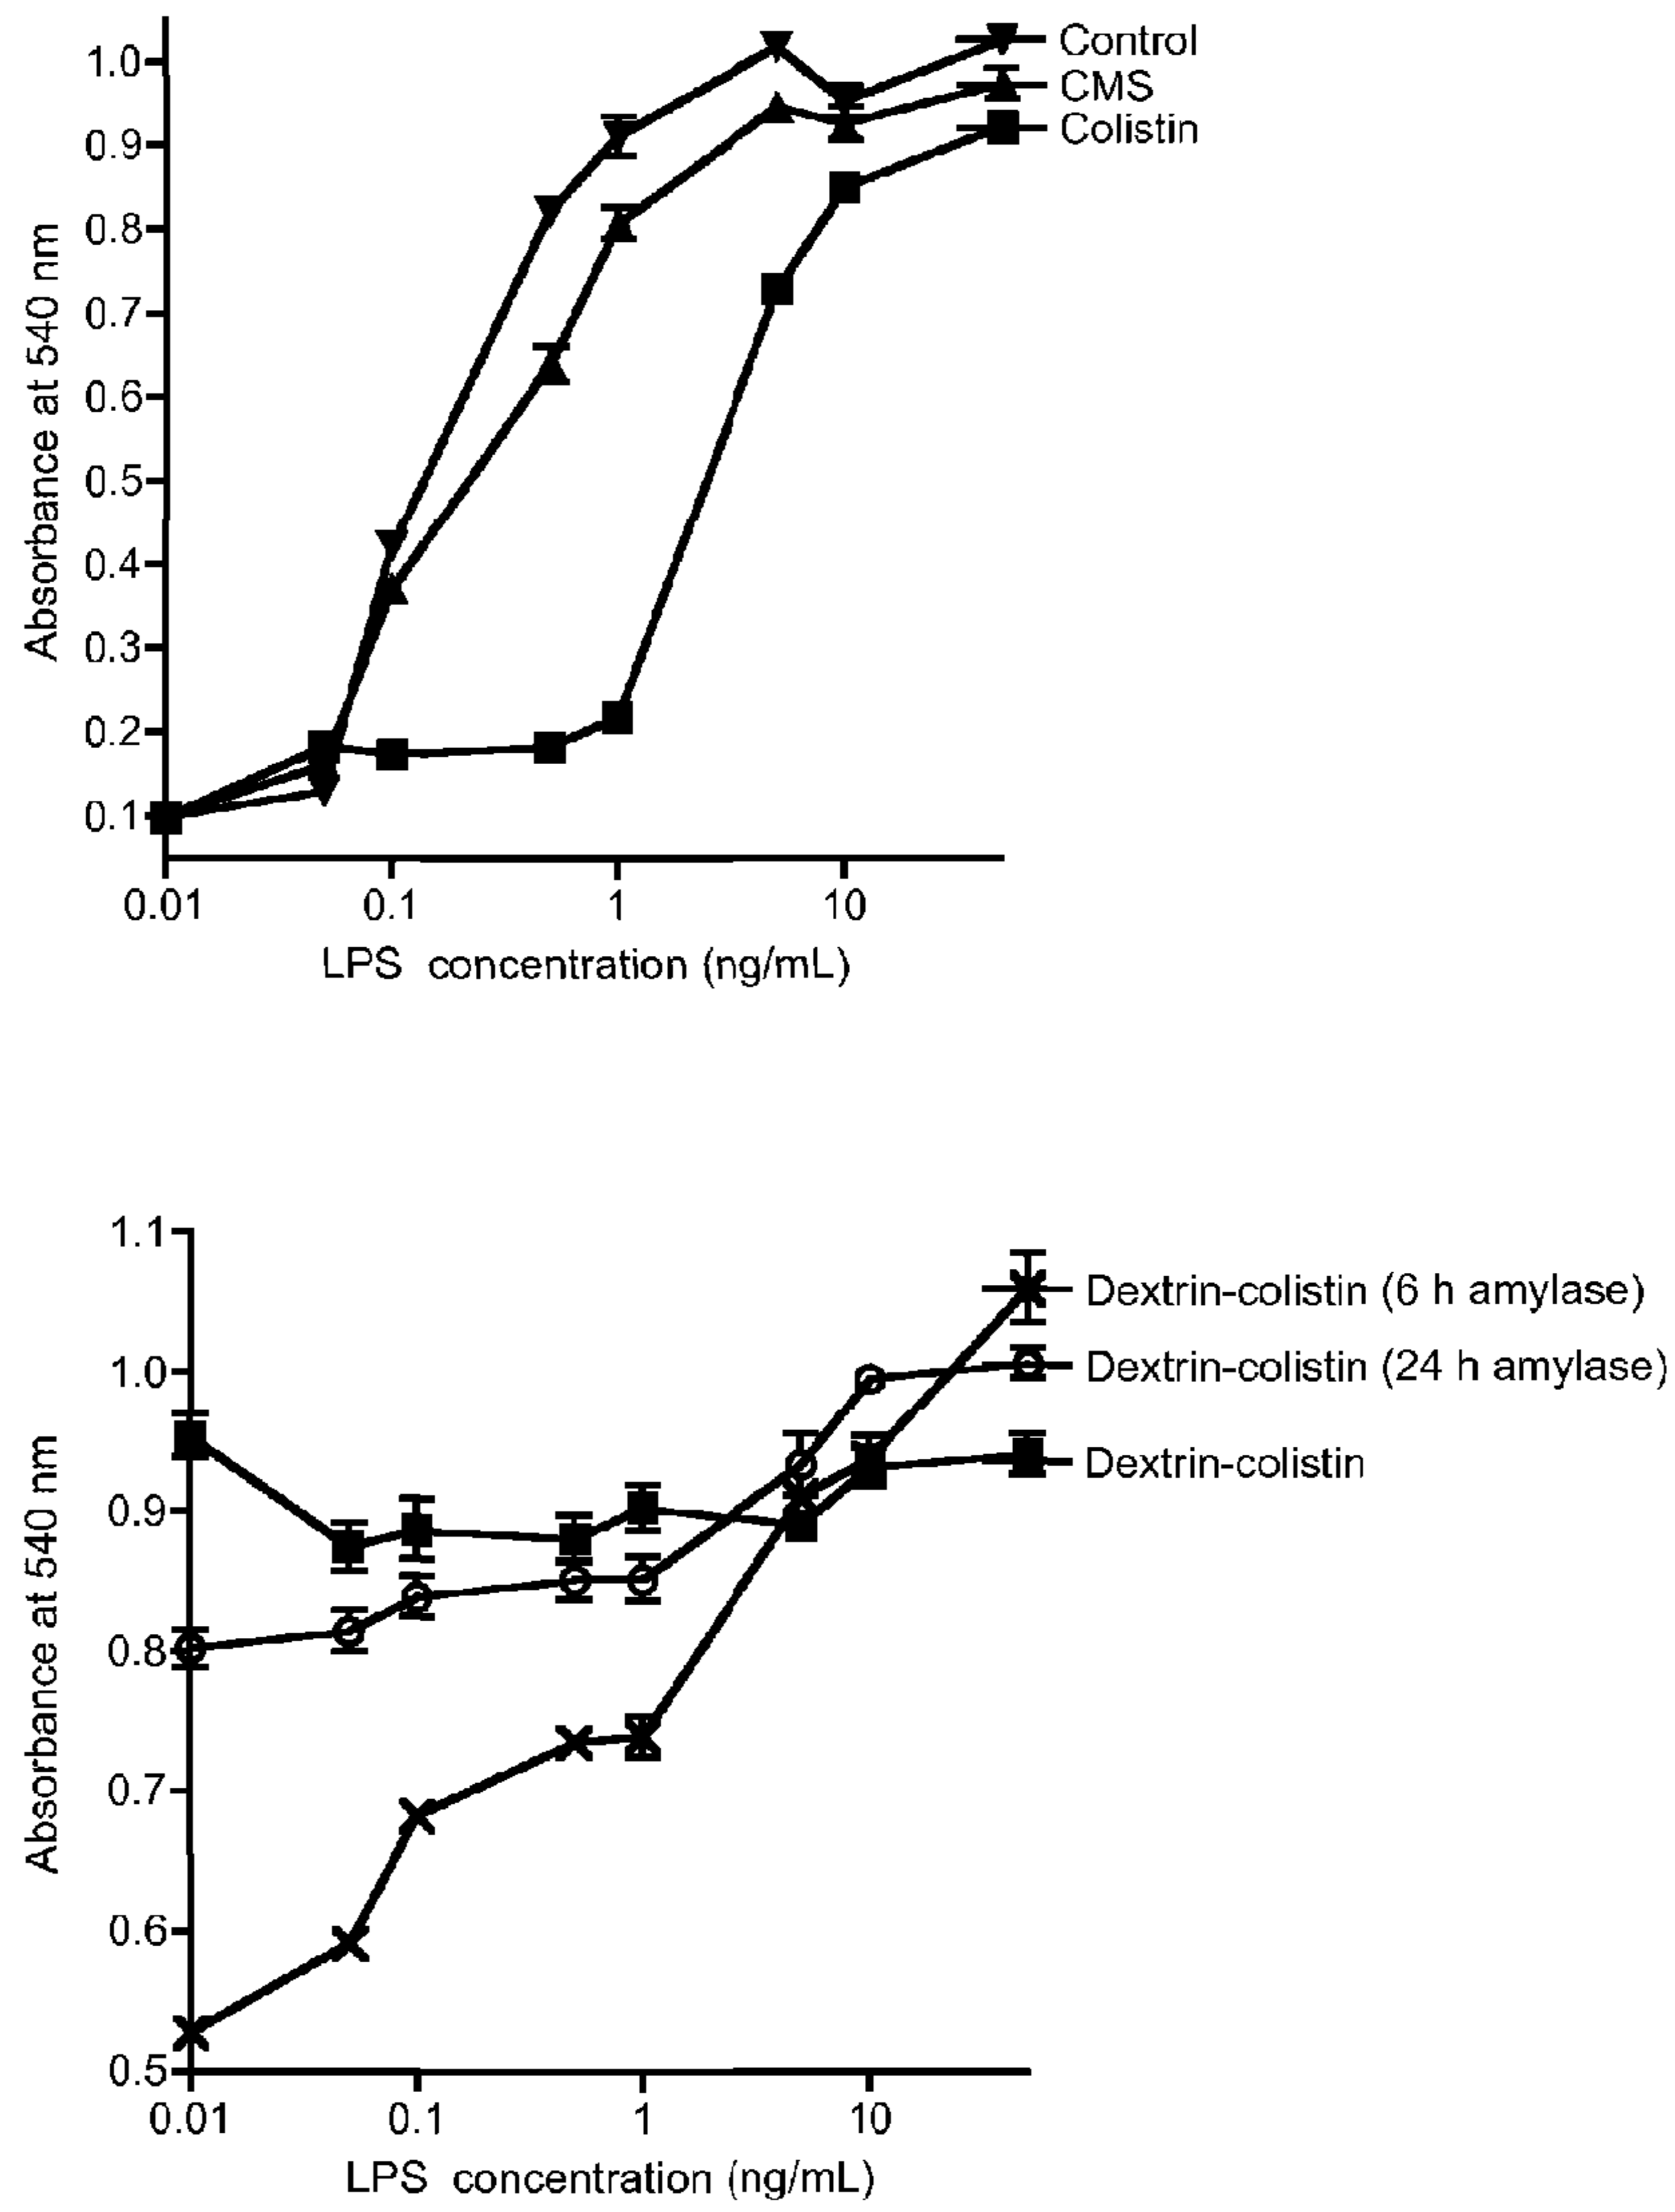 1.0
0.9
0.8
0.7
0.6
0.5
0.4
0.3
0.2
0.1
Absorbance at 540 nm
Control
CMS
Colistin
0.01 0.1 1 10
LPS concentration (ng/mL)
1.1
1.0
0.9
0.8
0.7
0.6
0.5
Absorbance at 540 nm
Dextrin-colistin (6 h amylase)
Dextrin-colistin (24 h amylase)
Dextrin-colistin
0.01 0.1 1 10
LPS concentration (ng/mL)